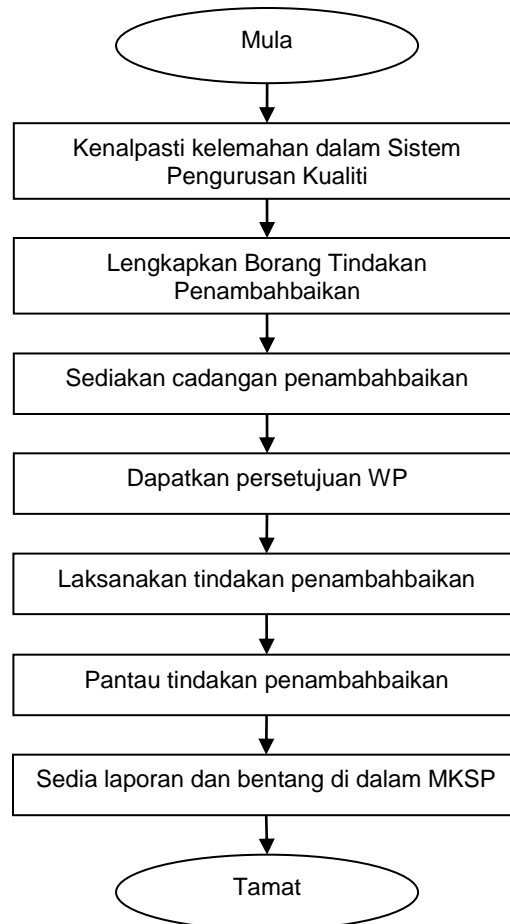 Mula
Kenalpasti kelemahan dalam Sistem
Pengurusan Kualiti
Lengkapkan Borang Tindakan
Penambahbaikan
Sediakan cadangan penambahbaikan
Dapatkan persetujuan WP
Laksanakan tindakan penambahbaikan
Pantau tindakan penambahbaikan
Sedia laporan dan bentang di dalam MKSP
Tamat